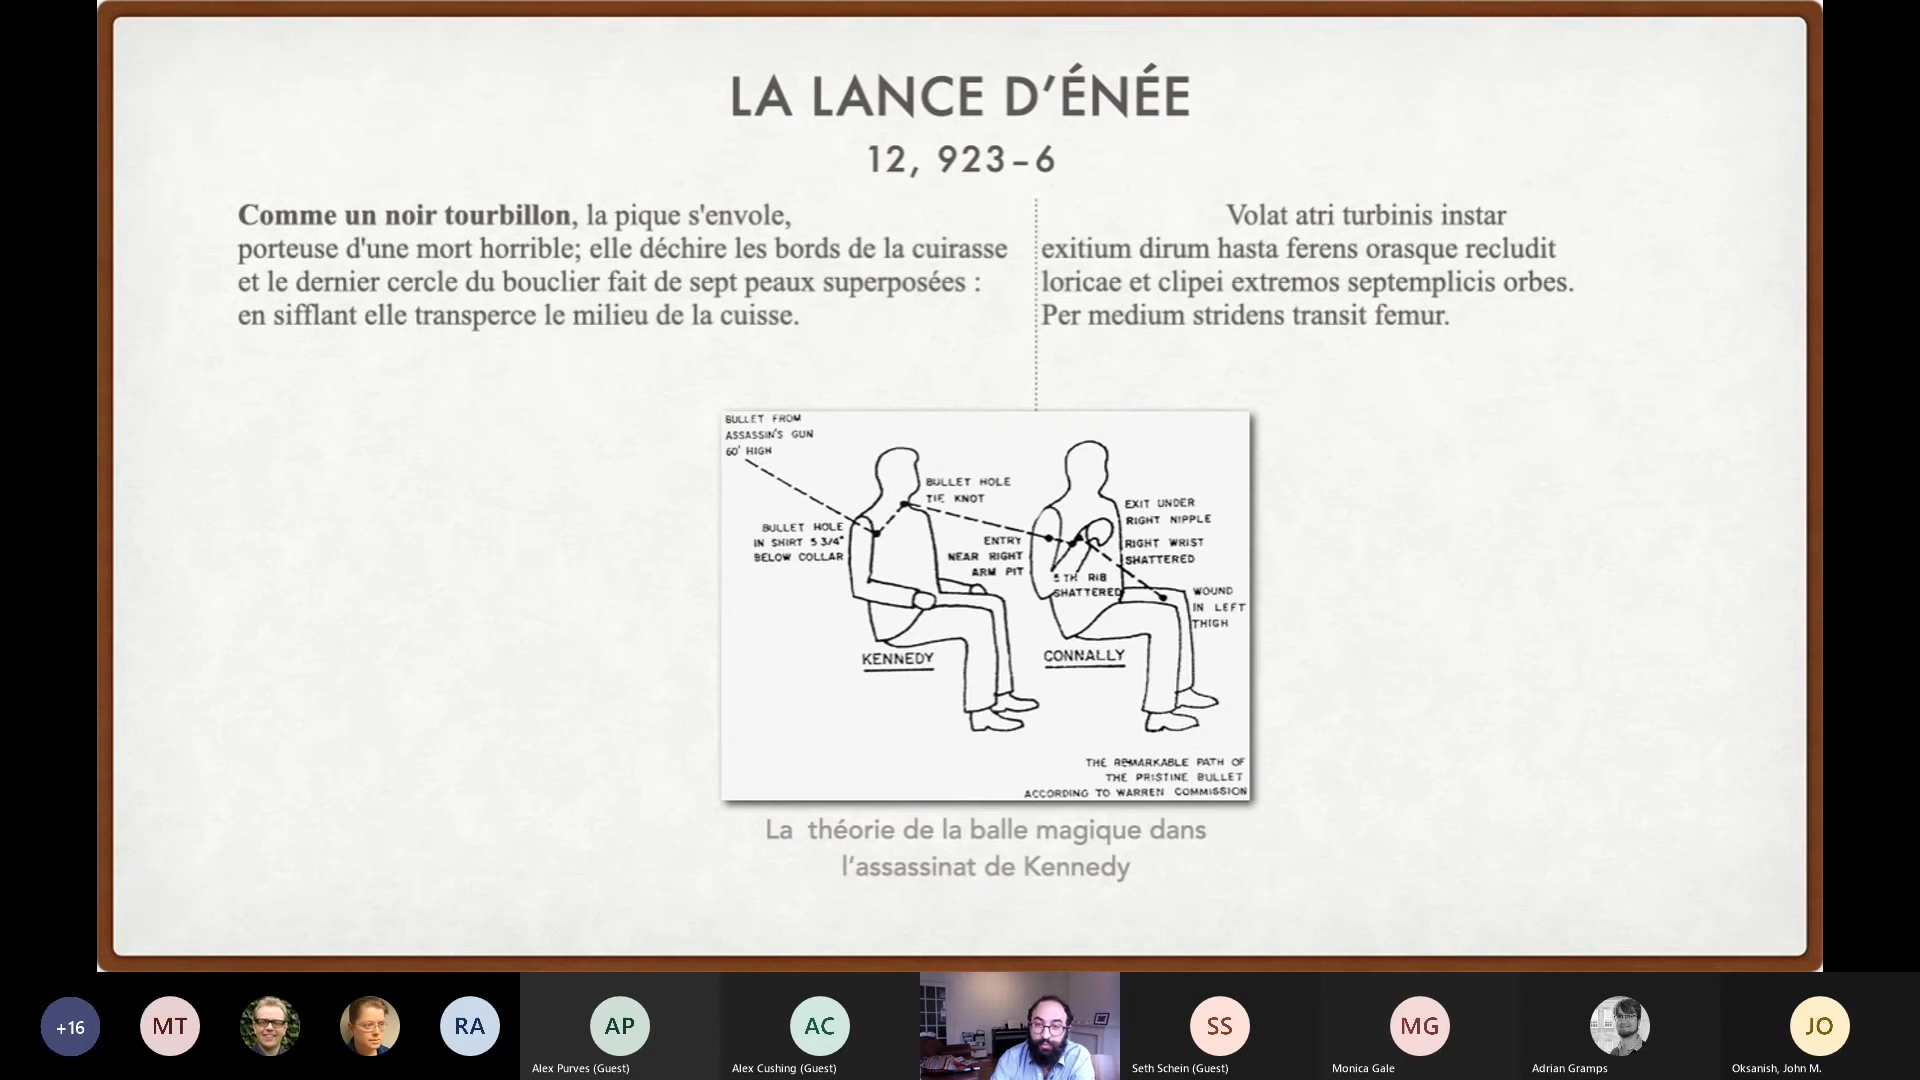 LA LANCE D'ÉNÉE
12, 923–6
Comme un noir tourbillon, la pique s'envole,
porteuse d'une mort horrible; elle déchire les bords de la cuirasse
et le dernier cercle du bouclier fait de sept peaux superposées :
en sifflant elle transperce le milieu de la cuisse.
Volat atri turbinis instar
exitium dirum hasta ferens orasque recludit
loricae et clipei extremos septemplicis orbes.
Per medium stridens transit femur.
BULLET FROM
ASSASSIN'S GUN
60' HIGH
BULLET HOLE
IN SHIRT 5 3/4"
BELOW COLLAR
BULLET HOLE
TIE KNOT
ENTRY
NEAR RIGHT
ARM PIT
EXIT UNDER
RIGHT NIPPLE
RIGHT WRIST
SHATTERED
5TH RIB
SHATTERED
WOUND
IN LEFT
THIGH
KENNEDY
CONNALLY
THE REMARKABLE PATH OF
THE PRISTINE BULLET
ACCORDING TO WARREN COMMISSION
La théorie de la balle magique dans
l'assassinat de Kennedy
+16
MT
RA
AP
Alex Purves (Guest)
AC
Alex Cushing (Guest)
SS
Seth Schein (Guest)
MG
Monica Gale
Adrian Gramps
JO
Oksanish, John M.